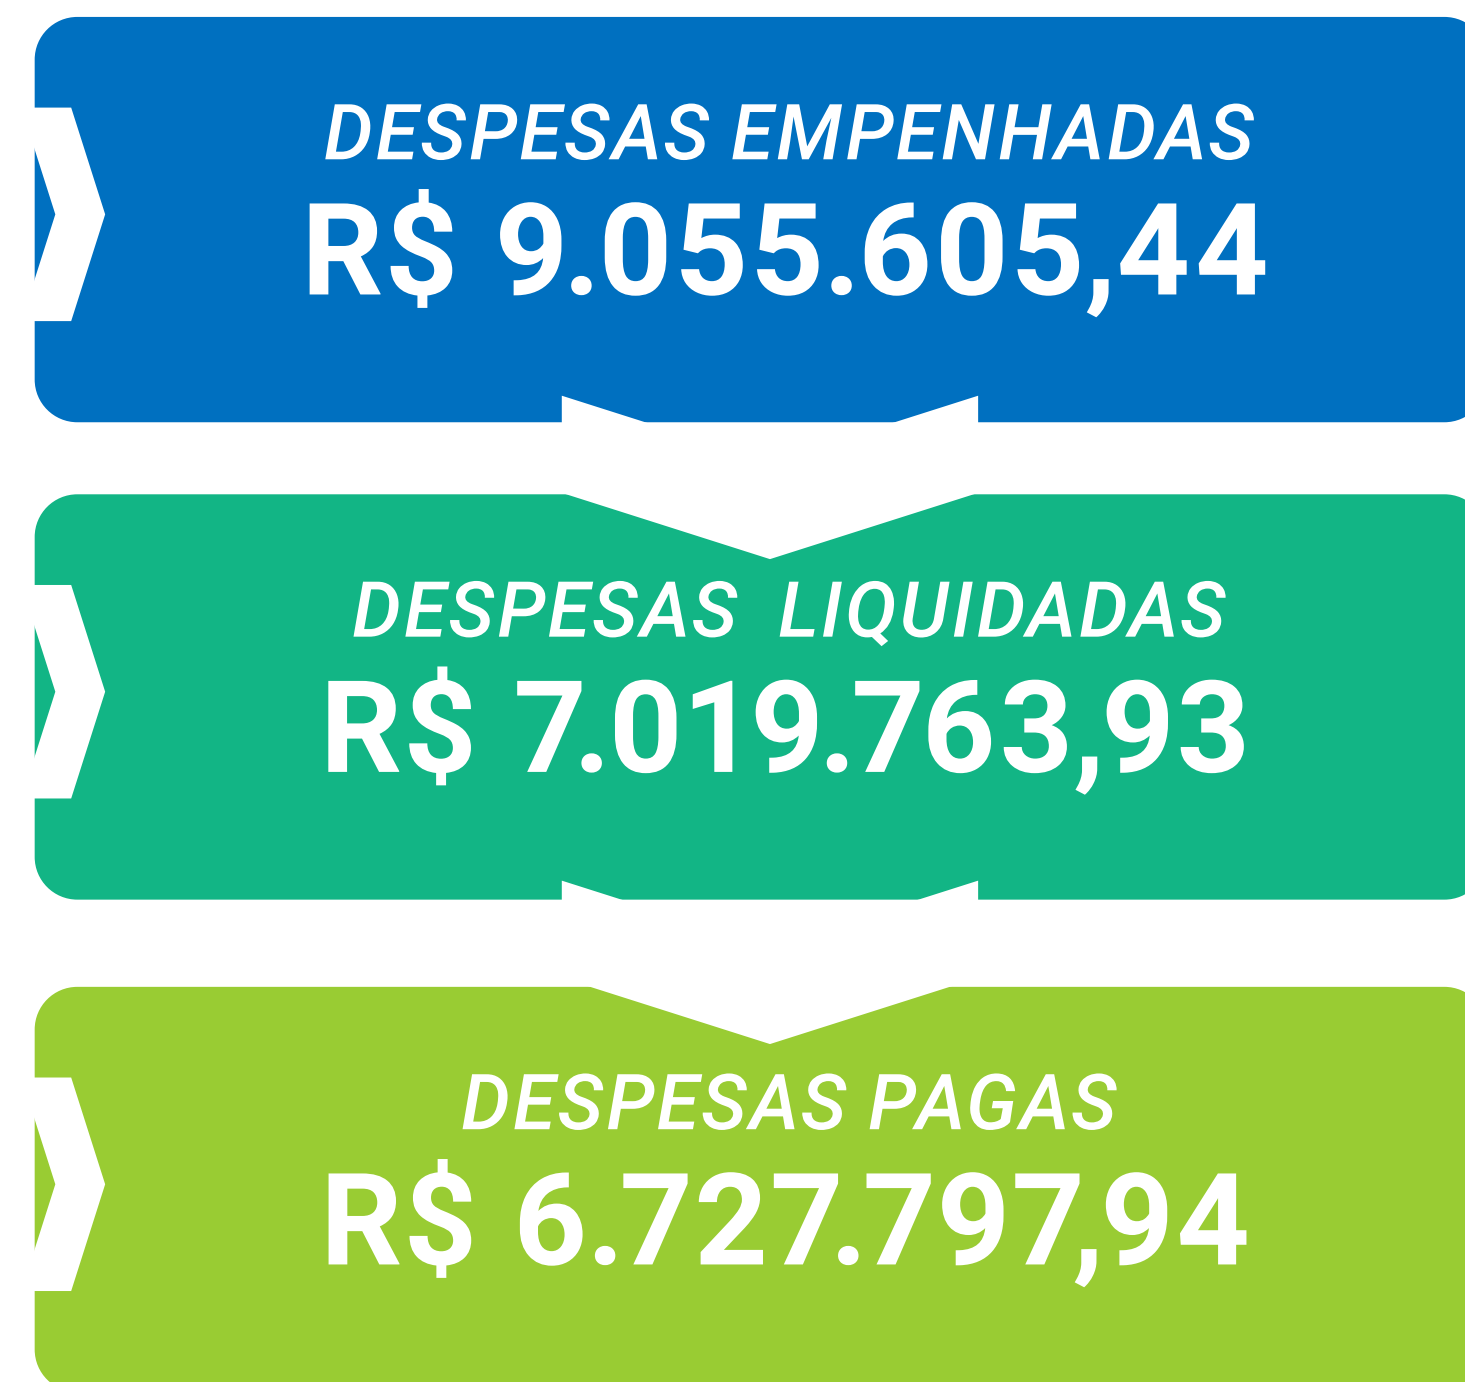 DESPESAS EMPENHADAS
R$ 9.055.605,44
DESPESAS LIQUIDADAS
R$ 7.019.763,93
DESPESAS PAGAS
R$ 6.727.797,94